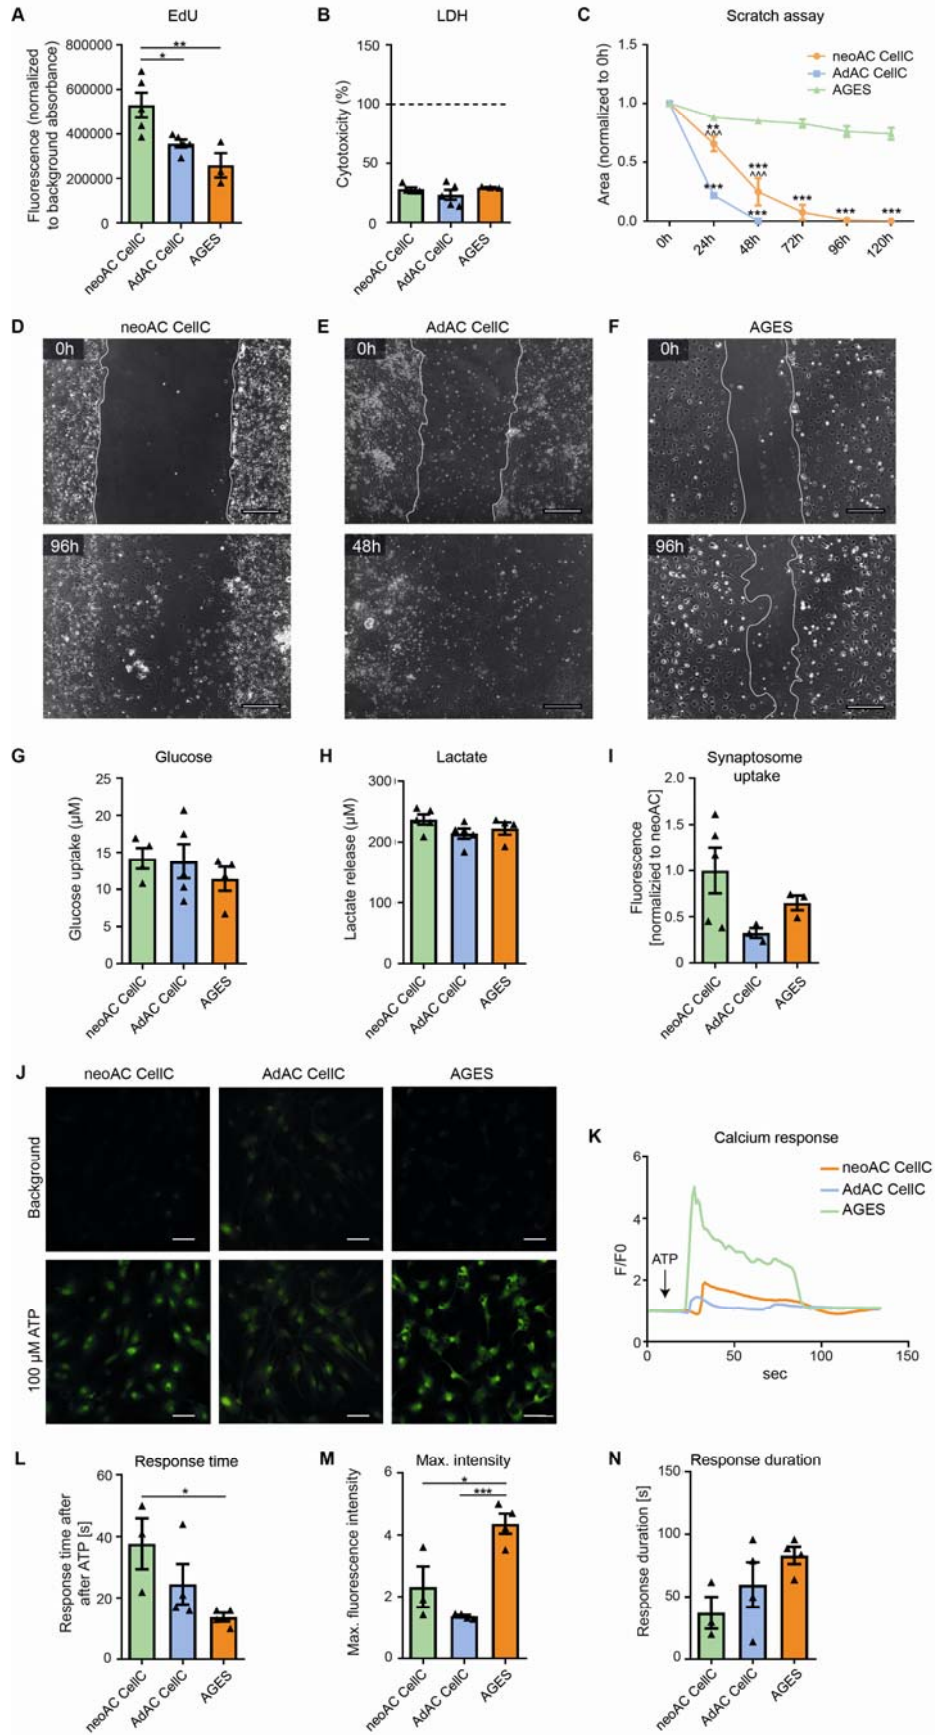 A
EdU
Fluorescence (normalized
to background absorbance)
800000
600000
400000
200000
0
**
*
neoAC CellC
AdAC CellC
AGES
B
LDH
Cytotoxicity (%)
150
100
50
0
neoAC CellC
AdAC CellC
AGES
C
Scratch assay
Area (normalized to 0h)
1.5
1.0
0.5
0.0
neoAC CellC
AdAC CellC
AGES
**
^^^
***
***
^^^
***
***
***
***
0h
24h
48h
72h
96h
120h
D
neoAC CellC
0h
96h
E
AdAC CellC
0h
48h
F
AGES
0h
96h
G
Glucose
Glucose uptake (µM)
25
20
15
10
5
0
neoAC CellC
AdAC CellC
AGES
H
Lactate
Lactate release (µM)
300
200
100
0
neoAC CellC
AdAC CellC
AGES
I
Synaptosome
uptake
Fluorescence
[normalizied to neoAC]
2.0
1.5
1.0
0.5
0
neoAC CellC
AdAC CellC
AGES
J
neoAC CellC
AdAC CellC
AGES
Background
100 µM ATP
K
Calcium response
F/F0
6
4
2
0
ATP
neoAC CellC
AdAC CellC
AGES
0
50
100
150
sec
L
Response time
Response time after
after ATP [s]
60
40
20
0
*
neoAC CellC
AdAC CellC
AGES
M
Max. intensity
Max. fluorescence intensity
6
4
2
0
*
***
neoAC CellC
AdAC CellC
AGES
N
Response duration
Response duration [s]
150
100
50
0
neoAC CellC
AdAC CellC
AGES